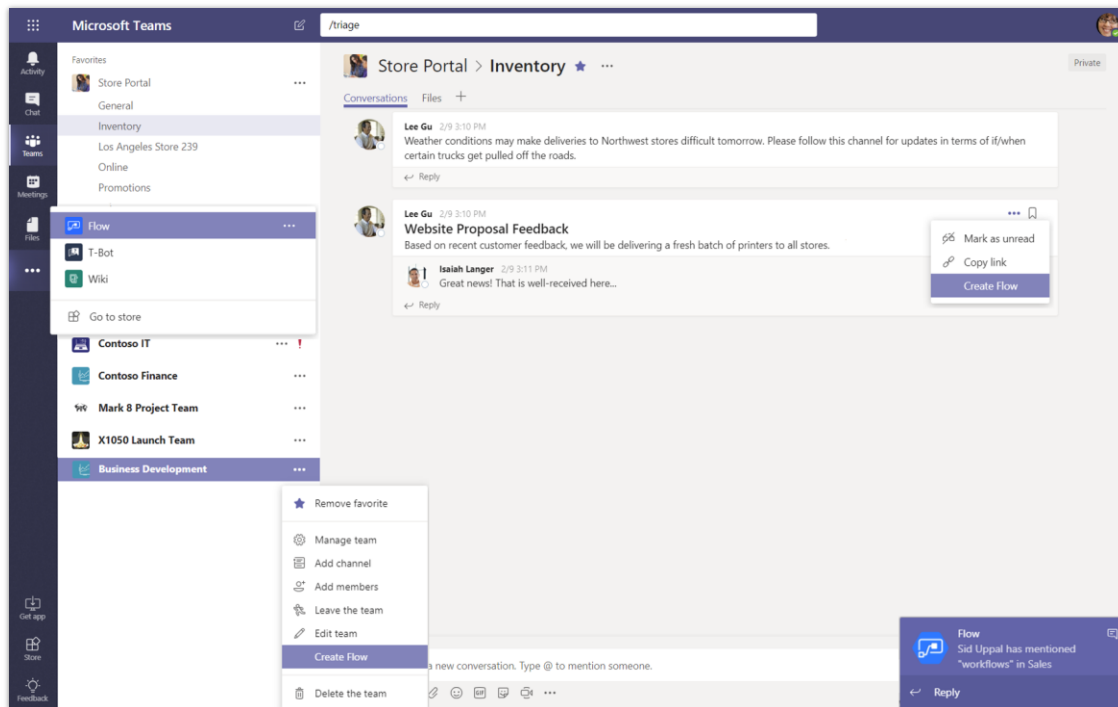 Microsoft Teams
/triage
Activity
Chat
Teams
Meetings
Files
Favorites
Store Portal
General
Inventory
Los Angeles Store 239
Online
Promotions
Flow
T-Bot
Wiki
Go to store
Contoso IT
Contoso Finance
Mark 8 Project Team
X1050 Launch Team
Business Development
Remove favorite
Manage team
Add channel
Add members
Leave the team
Edit team
Create Flow
Delete the team
Get app
Store
Feedback
Store Portal > Inventory
Private
Conversations Files +
Lee Gu 2/9 3:10 PM
Weather conditions may make deliveries to Northwest stores difficult tomorrow. Please follow this channel for updates in terms of if/when
certain trucks get pulled off the roads.
Reply
Lee Gu 2/9 3:10 PM
Website Proposal Feedback
Based on recent customer feedback, we will be delivering a fresh batch of printers to all stores.
Isaiah Langer 2/9 3:11 PM
Great news! That is well-received here...
Reply
Mark as unread
Copy link
Create Flow
a new conversation. Type @ to mention someone.
GIF
Flow
Sid Uppal has mentioned
"workflows" in Sales
Reply